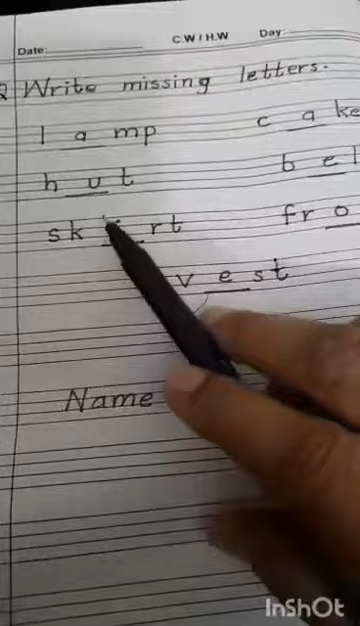 C.W / H.W Day:
Date:
Q Write missing letters.
l a mp c a ke
h u t b e l
sk i rt fr o
v e st
Name
InShOt